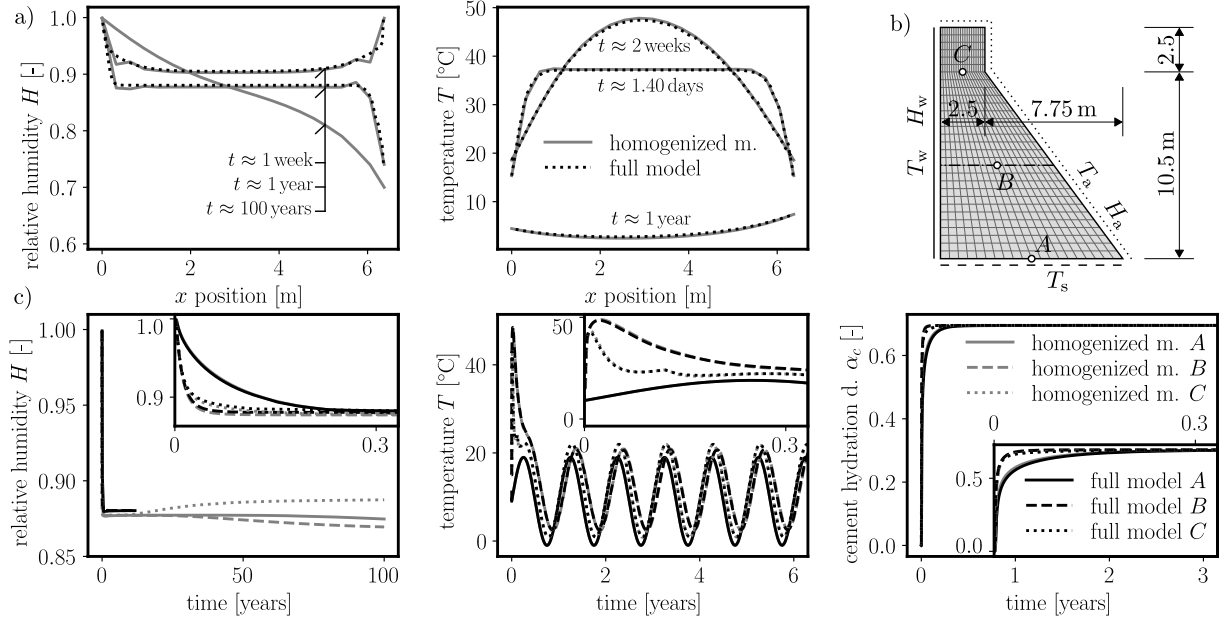 a)
1.0
0.9
0.8
0.7
0.6
relative humidity H [-]
t ≈ 1 week
t ≈ 1 year
t ≈ 100 years
0
2
4
6
x position [m]
50
40
30
20
10
temperature T [°C]
t ≈ 2 weeks
t ≈ 1.40 days
homogenized m.
full model
t ≈ 1 year
0
2
4
6
x position [m]
b)
C
2.5
H_w
2.5
7.75 m
T_w
B
T_a
H_a
10.5 m
A
T_s
c)
1.00
0.95
0.90
0.85
relative humidity H [-]
1.0
0.9
0
0.3
0
50
100
time [years]
40
20
0
temperature T [°C]
50
0
0
0.3
0
2
4
6
time [years]
0.6
0.4
0.2
0.0
cement hydration d. α_c [-]
homogenized m. A
homogenized m. B
homogenized m. C
0
0.3
0.5
0.0
full model A
full model B
full model C
0
1
2
3
time [years]